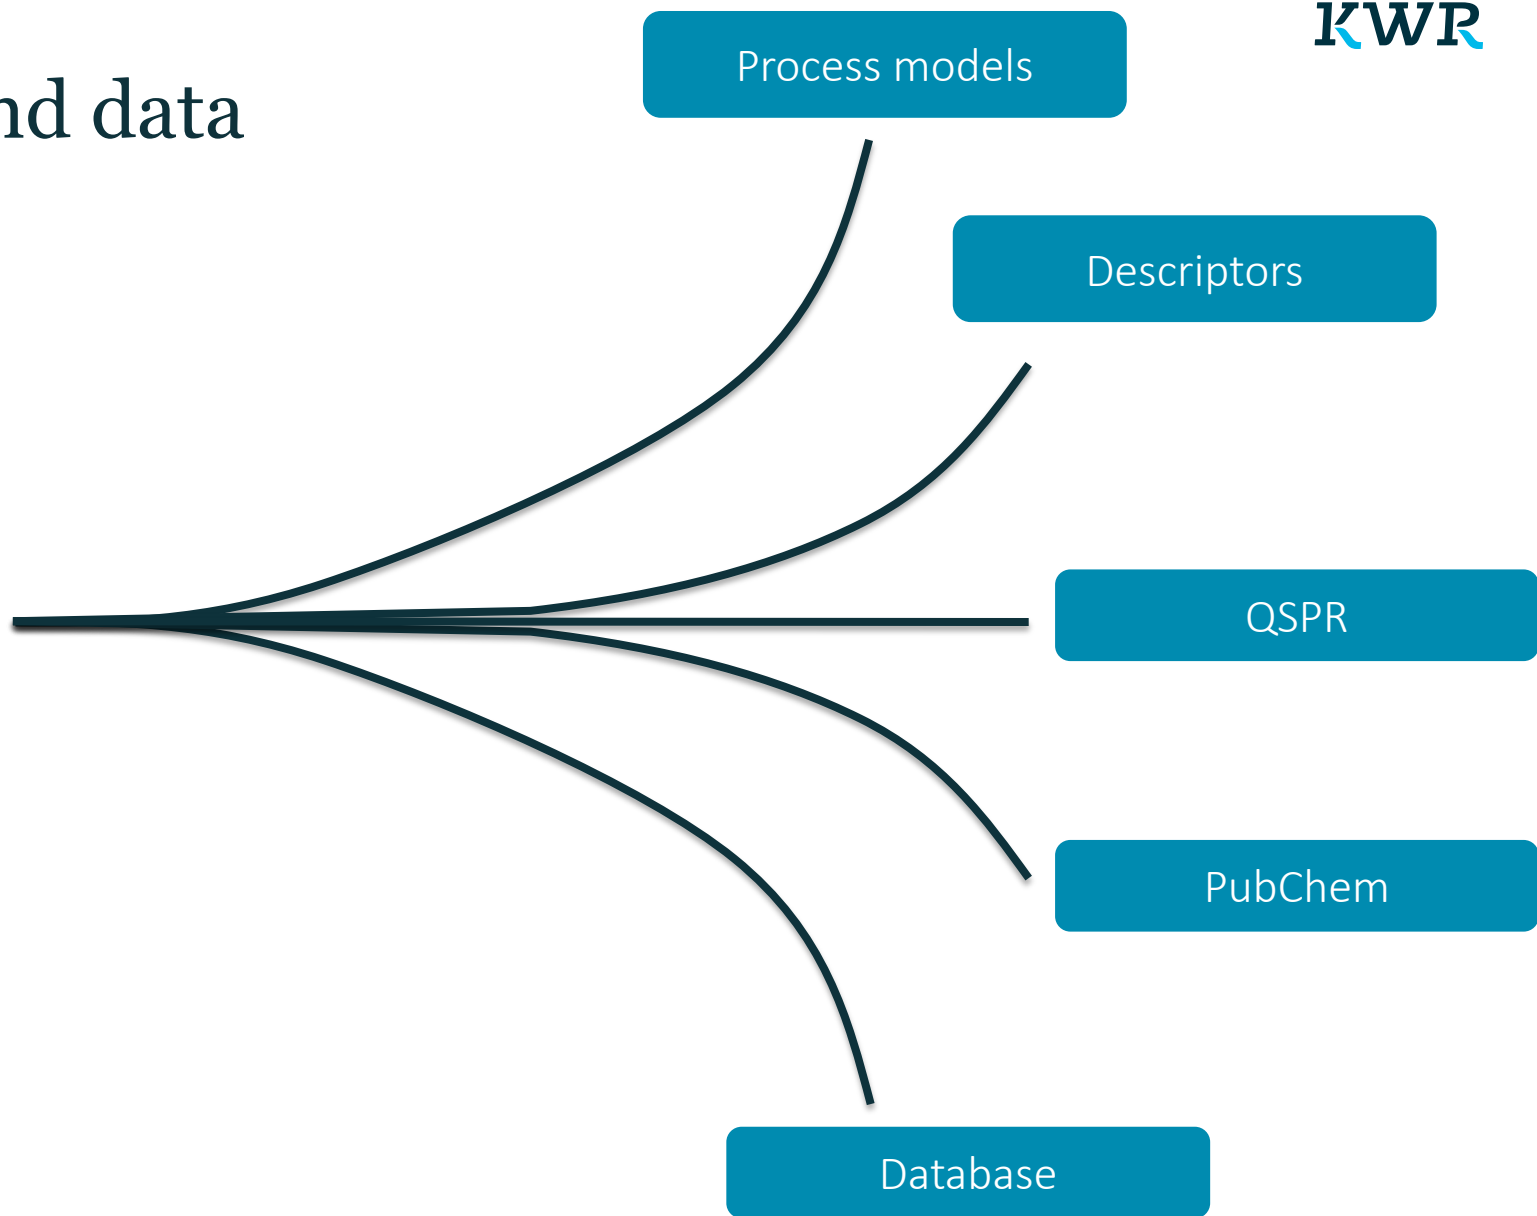 KWR
Process models
nd data
Descriptors
QSPR
PubChem
Database